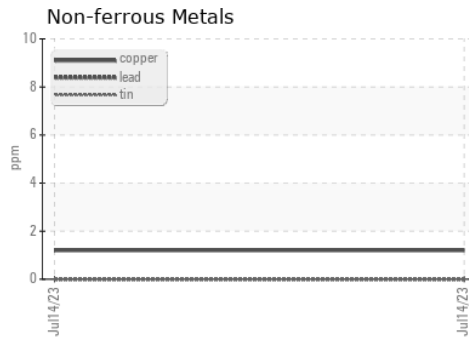 Non-ferrous Metals
10
copper
lead
tin
8
6
ppm
4
2
0
Jul14/23
Jul14/23